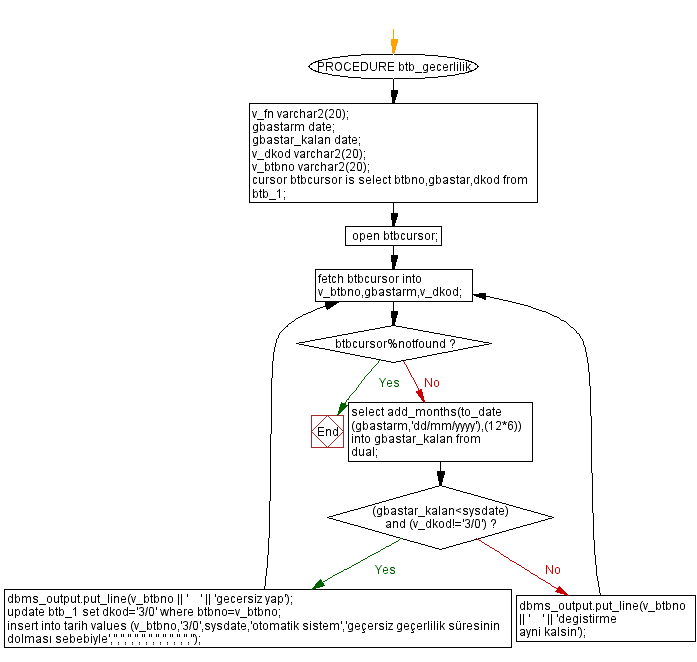 PROCEDURE btb_gecerlilik
v_fn varchar2(20);
gbastarm date;
gbastar_kalan date;
v_dkod varchar2(20);
v_btbno varchar2(20);
cursor btbcursor is select btbno,gbastar,dkod from
btb_1;
open btbcursor;
fetch btbcursor into
v_btbno,gbastarm,v_dkod;
btbcursor%notfound ?
Yes
No
End
select add_months(to_date
(gbastarm,'dd/mm/yyyy'),(12*6))
into gbastar_kalan from
dual;
(gbastar_kalan<sysdate)
and (v_dkod!='3/0') ?
Yes
No
dbms_output.put_line(v_btbno || '    ' || 'gecersiz yap');
update btb_1 set dkod='3/0' where btbno=v_btbno;
insert into tarih values (v_btbno,'3/0',sysdate,'otomatik sistem','geçersiz geçerlilik süresinin
dolması sebebiyle','','','','','','','','','','','','');
dbms_output.put_line(v_btbno
|| '    ' || 'degistirme
ayni kalsin');